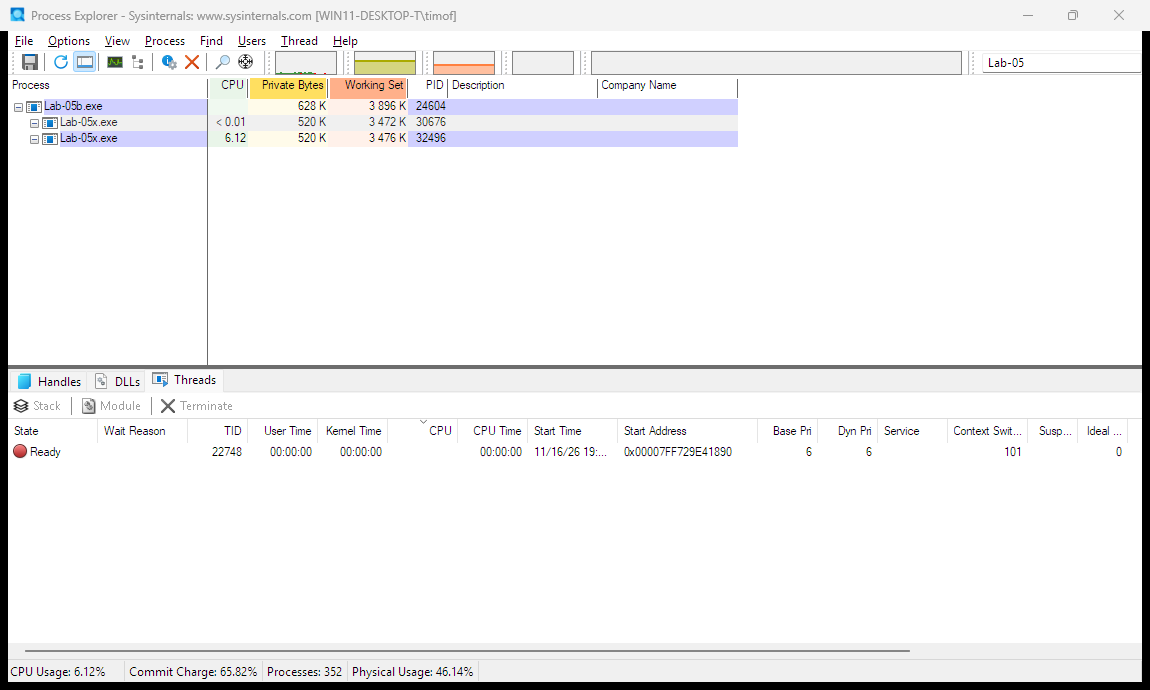 Process Explorer - Sysinternals: www.sysinternals.com [WIN11-DESKTOP-T\timof]
File Options View Process Find Users Thread Help
Lab-05
Process CPU Private Bytes Working Set PID Description Company Name
Lab-05b.exe 628 K 3 896 K 24604
Lab-05x.exe < 0.01 520 K 3 472 K 30676
Lab-05x.exe 6.12 520 K 3 476 K 32496
Handles DLLs Threads
Stack Module Terminate
State Wait Reason TID User Time Kernel Time CPU CPU Time Start Time Start Address Base Pri Dyn Pri Service Context Swit... Susp... Ideal ...
Ready 22748 00:00:00 00:00:00 00:00:00 11/16/26 19:... 0x00007FF729E41890 6 6 101 0
CPU Usage: 6.12% Commit Charge: 65.82% Processes: 352 Physical Usage: 46.14%